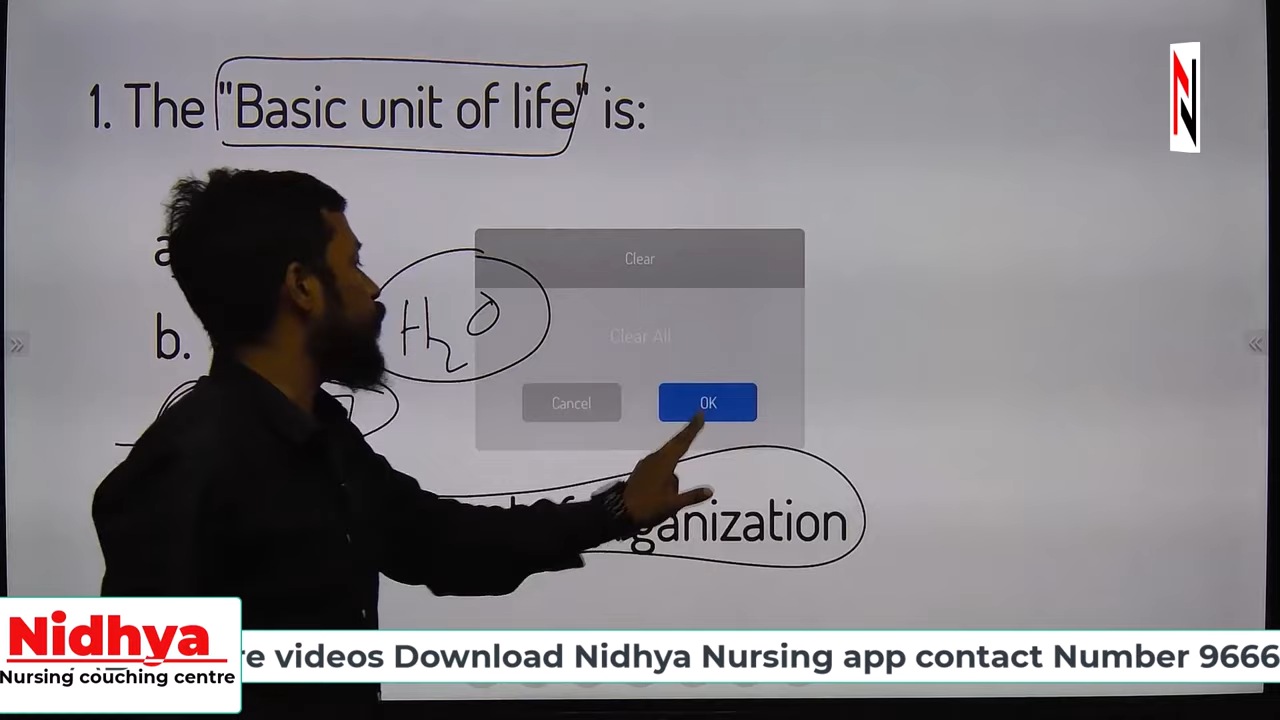 1. The "Basic unit of life" is:
Clear
a
b.
H2O
Clear All
Cancel
OK
organization
Nidhya
Nursing couching centre
re videos Download Nidhya Nursing app contact Number 9666